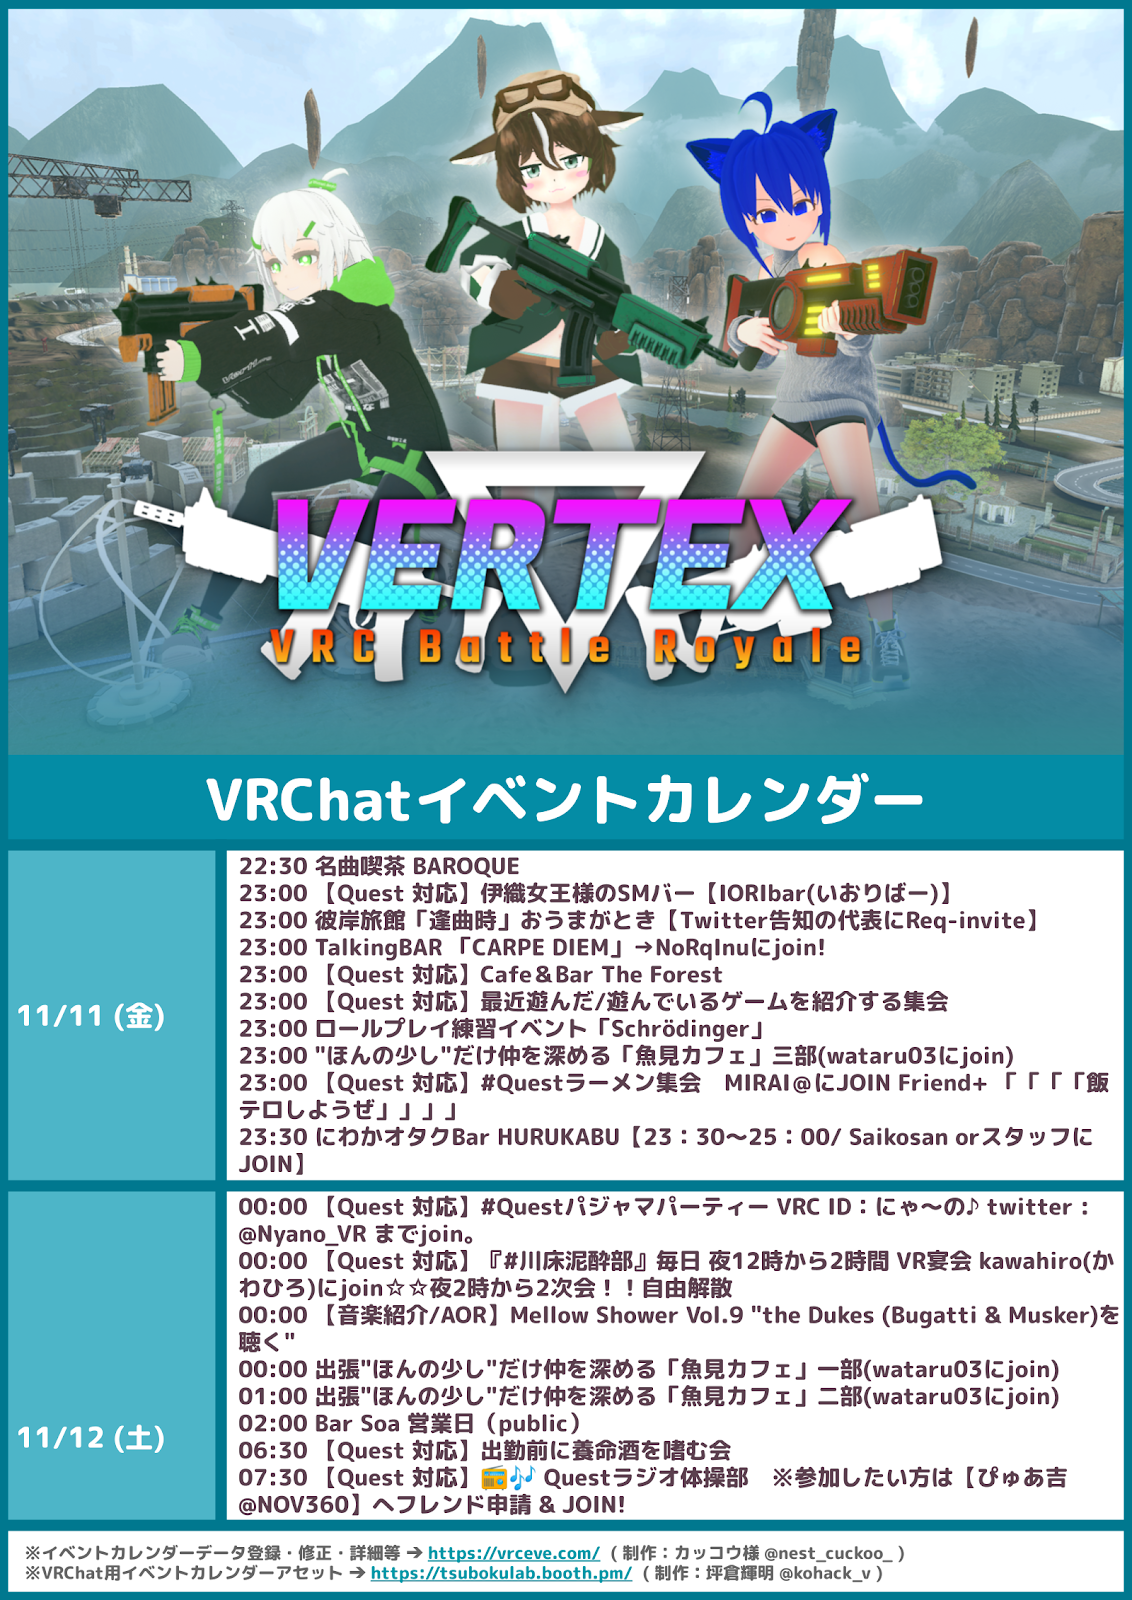 VERTEX
VRC Battle Royale
VRChatイベントカレンダー
11/11 (金)
22:30 名曲喫茶 BAROQUE
23:00 【Quest 対応】伊織女王様のSMバー【IORIbar(いおりばー)】
23:00 彼岸旅館「逢曲時」おうまがとき【Twitter告知の代表にReq-invite】
23:00 TalkingBAR 「CARPE DIEM」→NoRqInuにjoin!
23:00 【Quest 対応】Cafe＆Bar The Forest
23:00 【Quest 対応】最近遊んだ/遊んでいるゲームを紹介する集会
23:00 ロールプレイ練習イベント「Schrödinger」
23:00 "ほんの少し"だけ仲を深める「魚見カフェ」三部(wataru03にjoin)
23:00 【Quest 対応】#Questラーメン集会　MIRAI@にJOIN Friend+ 「「「「飯
テロしようぜ」」」」
23:30 にわかオタクBar HURUKABU【23：30～25：00/ Saikosan orスタッフに
JOIN】
11/12 (土)
00:00 【Quest 対応】#Questパジャマパーティー VRC ID：にゃ～の♪ twitter：
@Nyano_VR までjoin。
00:00 【Quest 対応】『#川床泥酔部』毎日 夜12時から2時間 VR宴会 kawahiro(か
わひろ)にjoin☆☆夜2時から2次会！！自由解散
00:00 【音楽紹介/AOR】Mellow Shower Vol.9 "the Dukes (Bugatti & Musker)を
聴く"
00:00 出張"ほんの少し"だけ仲を深める「魚見カフェ」一部(wataru03にjoin)
01:00 出張"ほんの少し"だけ仲を深める「魚見カフェ」二部(wataru03にjoin)
02:00 Bar Soa 営業日（public）
06:30 【Quest 対応】出勤前に養命酒を嗜む会
07:30 【Quest 対応】📻🎶 Questラジオ体操部　※参加したい方は【ぴゅあ吉
@NOV360】へフレンド申請 & JOIN!
※イベントカレンダーデータ登録・修正・詳細等 ➔ https://vrceve.com/ （制作：カッコウ様 @nest_cuckoo_ ）
※VRChat用イベントカレンダーアセット ➔ https://tsubokulab.booth.pm/ （制作：坪倉輝明 @kohack_v ）